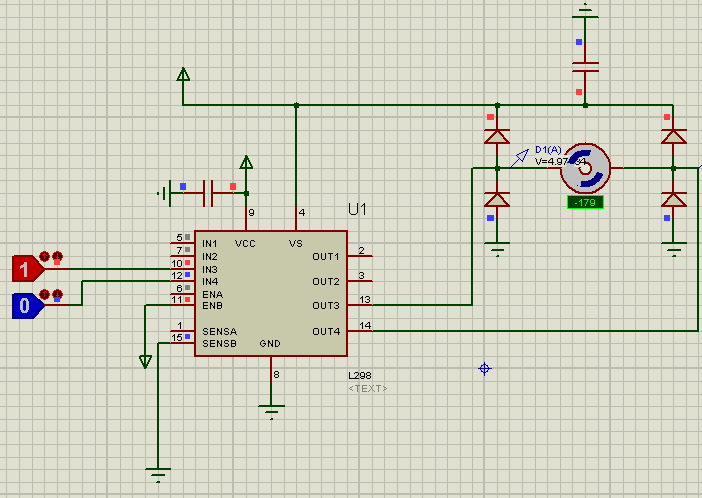 D1(A)
V=4.97
-179
U1
9
4
5
IN1
VCC
VS
7
IN2
OUT1
2
1
10
IN3
12
IN4
OUT2
3
6
ENA
0
11
ENB
OUT3
13
1
SENSA
OUT4
14
15
SENSB
GND
8
L298
<TEXT>